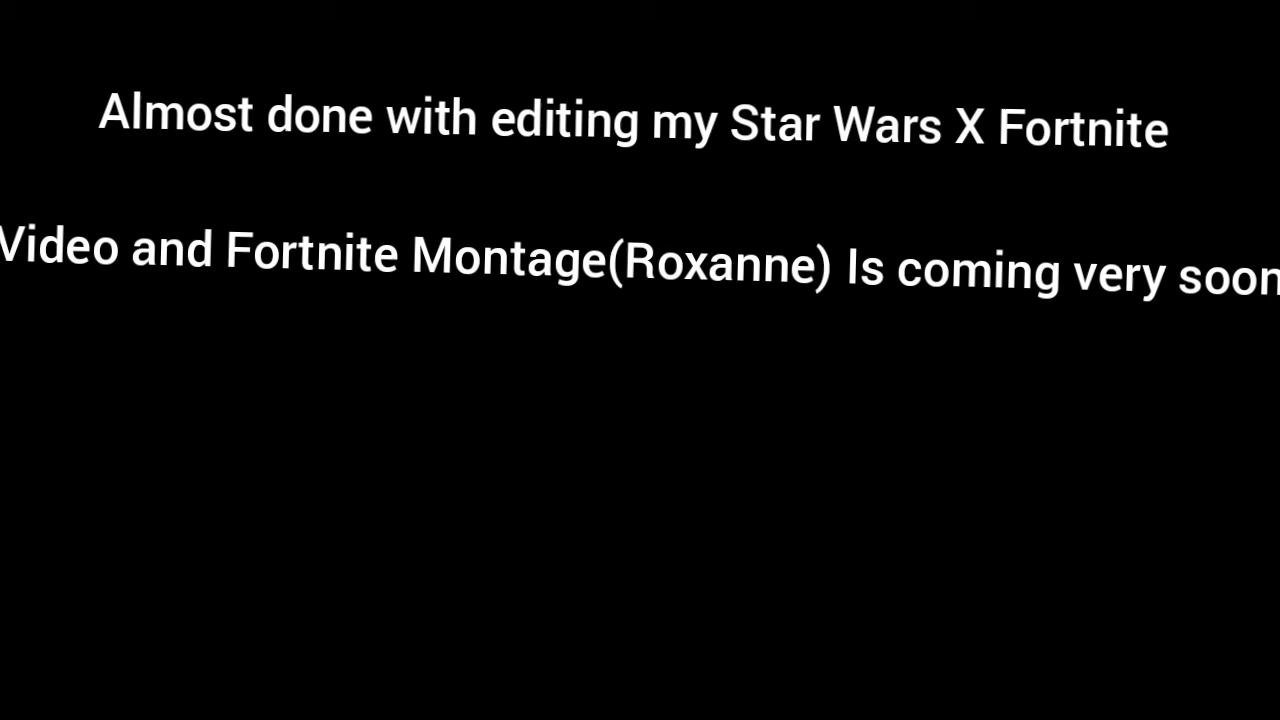 Almost done with editing my Star Wars X Fortnite
Video and Fortnite Montage(Roxanne) Is coming very soon